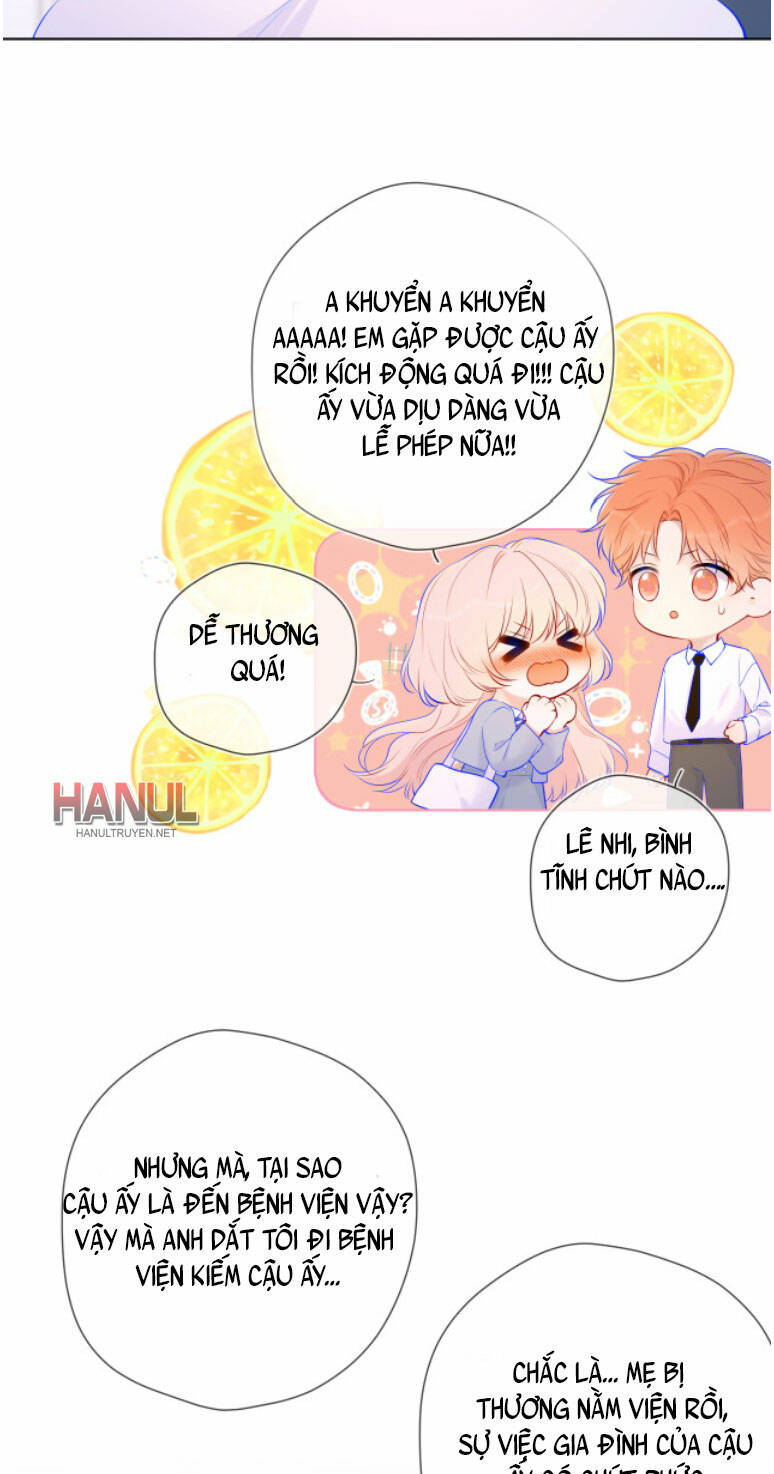 A KHUYỂN A KHUYỂN
AAAAA! EM GẶP ĐƯỢC CẬU ẤY
RỒI! KÍCH ĐỘNG QUÁ ĐI!!! CẬU
ẤY VỪA DỊU DÀNG VỪA
LỄ PHÉP NỮA!!
DỄ THƯƠNG
QUÁ!
HANUL
HANULTRUYEN.NET
LÊ NHI, BÌNH
TĨNH CHÚT NÀO....
NHƯNG MÀ, TẠI SAO
CẬU ẤY LÀ ĐẾN BỆNH VIỆN VẬY?
VẬY MÀ ANH DẮT TÔI ĐI BỆNH
VIỆN KIẾM CẬU ẤY...
CHẮC LÀ... MẸ BỊ
THƯƠNG NẰM VIỆN RỒI,
SỰ VIỆC GIA ĐÌNH CỦA CẬU